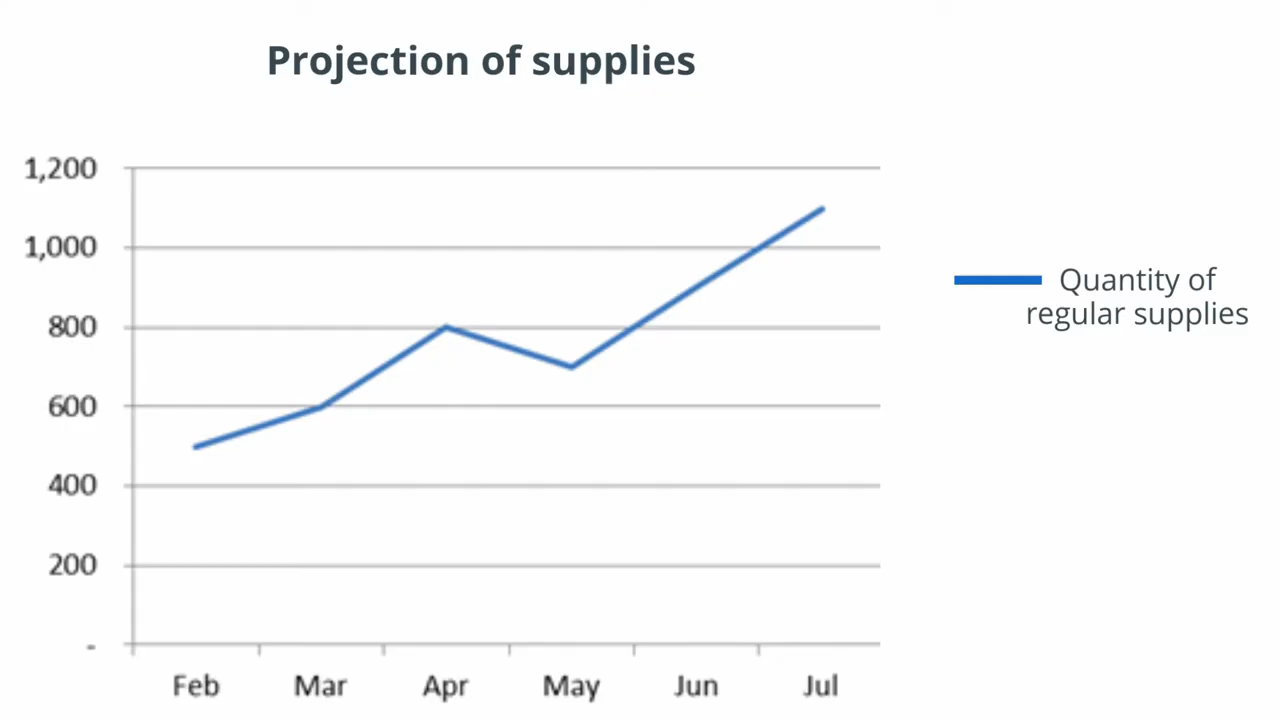 Projection of supplies
1,200
1,000
800
600
400
200
-
Feb Mar Apr May Jun Jul
Quantity of
regular supplies